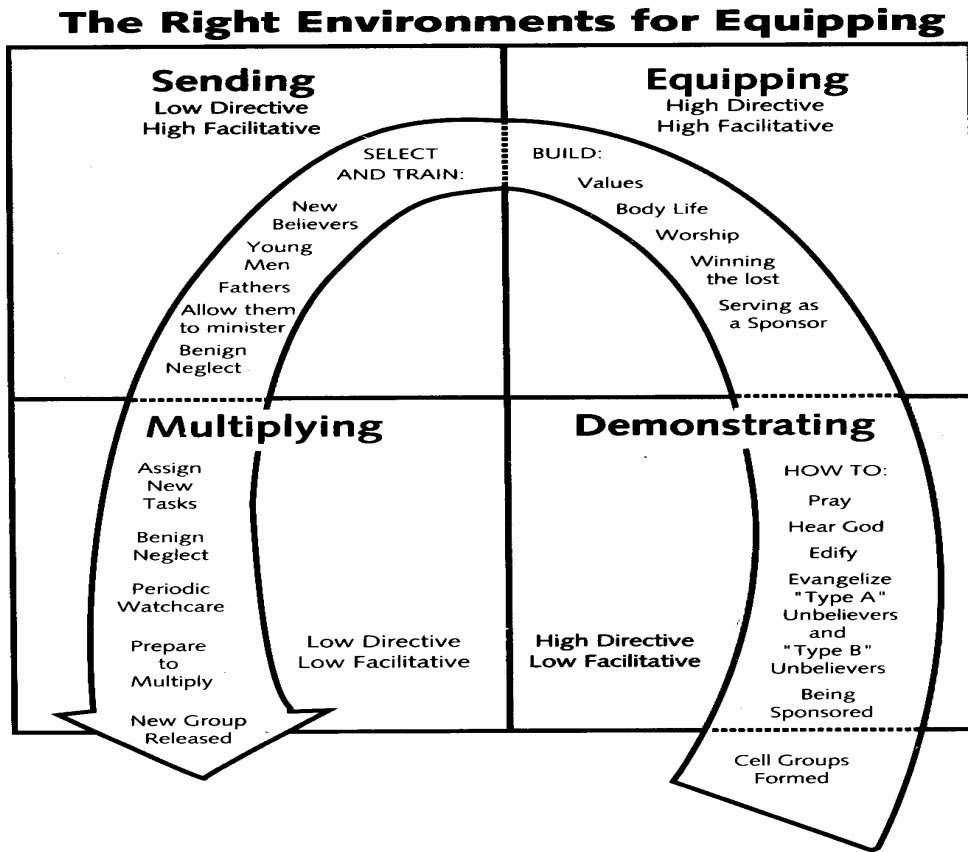 The Right Environments for Equipping
Sending
Low Directive
High Facilitative
SELECT
AND TRAIN:
New
Believers
Young
Men
Fathers
Allow them
to minister
Benign
Neglect
Equipping
High Directive
High Facilitative
BUILD:
Values
Body Life
Worship
Winning
the lost
Serving as
a Sponsor
Multiplying
Assign
New
Tasks
Benign
Neglect
Periodic
Watchcare
Prepare
to
Multiply
New Group
Released
Low Directive
Low Facilitative
Demonstrating
High Directive
Low Facilitative
HOW TO:
Pray
Hear God
Edify
Evangelize
"Type A"
Unbelievers
and
"Type B"
Unbelievers
Being
Sponsored
Cell Groups
Formed